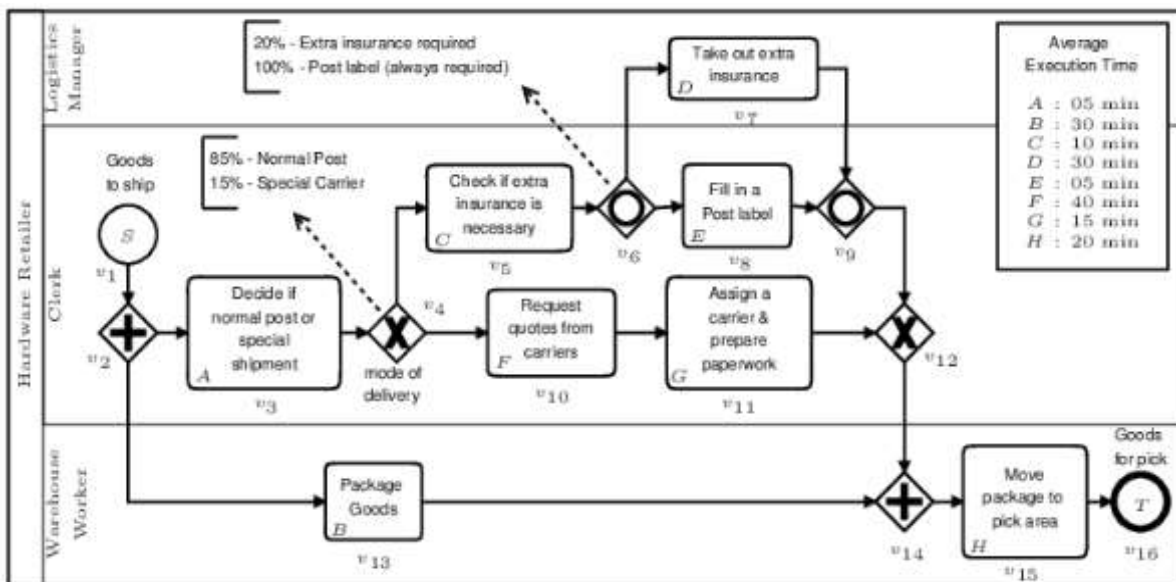 Hardware Retailer
Logistics
Manager
20% - Extra insurance required
100% - Post label (always required)
Take out extra
insurance
D
v7
Average
Execution Time
A : 05 min
B : 30 min
C : 10 min
D : 30 min
E : 05 min
F : 40 min
G : 15 min
H : 20 min
Clerk
Goods
to ship
S
v1
85% - Normal Post
15% - Special Carrier
Check if extra
insurance is
necessary
C
v5
v6
Fill in a
Post label
E
v8
v9
v2
Decide if
normal post or
special
shipment
A
v3
X
v4
mode of
delivery
Request
quotes from
carriers
F
v10
Assign a
carrier &
prepare
paperwork
G
v11
X
v12
Warehouse
Worker
Package
Goods
B
v13
v14
Move
package to
pick area
H
v15
Goods
for pick
T
v16